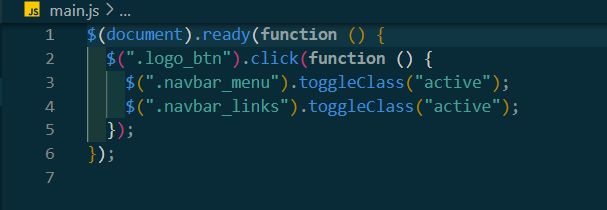 JS main.js > ...
1 $(document).ready(function () {
2 $(".logo_btn").click(function () {
3 $(".navbar_menu").toggleClass("active");
4 $(".navbar_links").toggleClass("active");
5 });
6 });
7